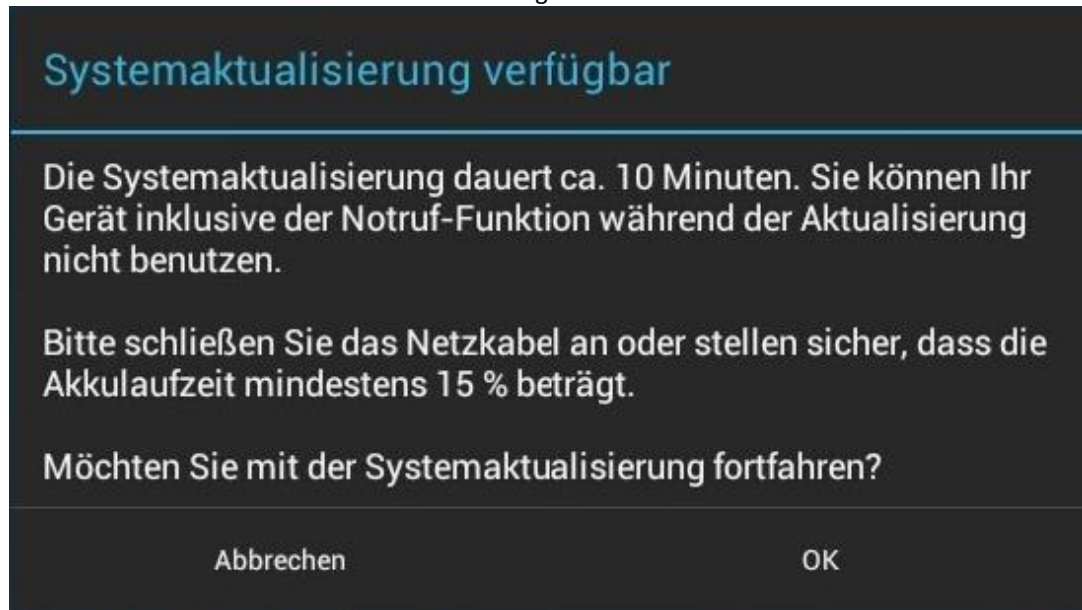 Systemaktualisierung verfügbar
Die Systemaktualisierung dauert ca. 10 Minuten. Sie können Ihr
Gerät inklusive der Notruf-Funktion während der Aktualisierung
nicht benutzen.
Bitte schließen Sie das Netzkabel an oder stellen sicher, dass die
Akkulaufzeit mindestens 15 % beträgt.
Möchten Sie mit der Systemaktualisierung fortfahren?
Abbrechen OK